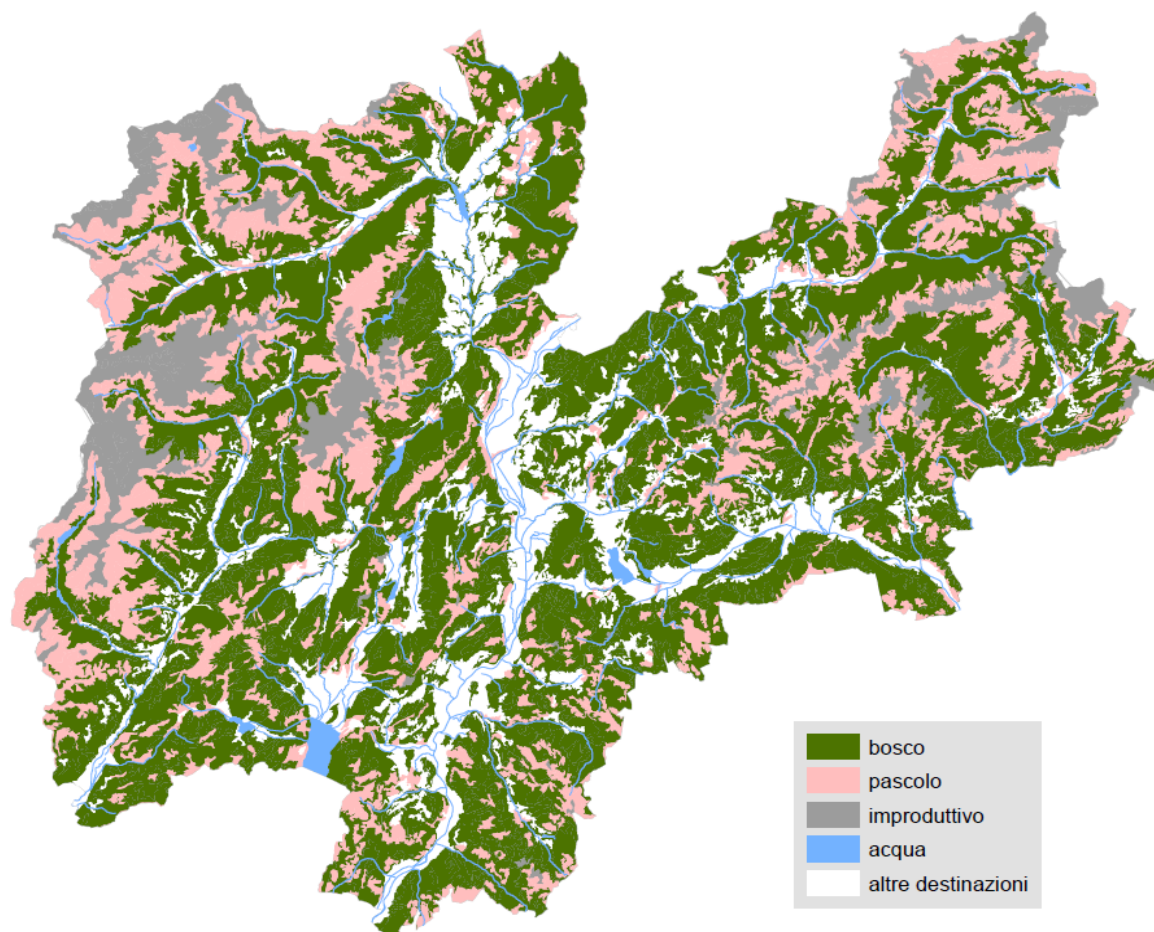 bosco
pascolo
improduttivo
acqua
altre destinazioni